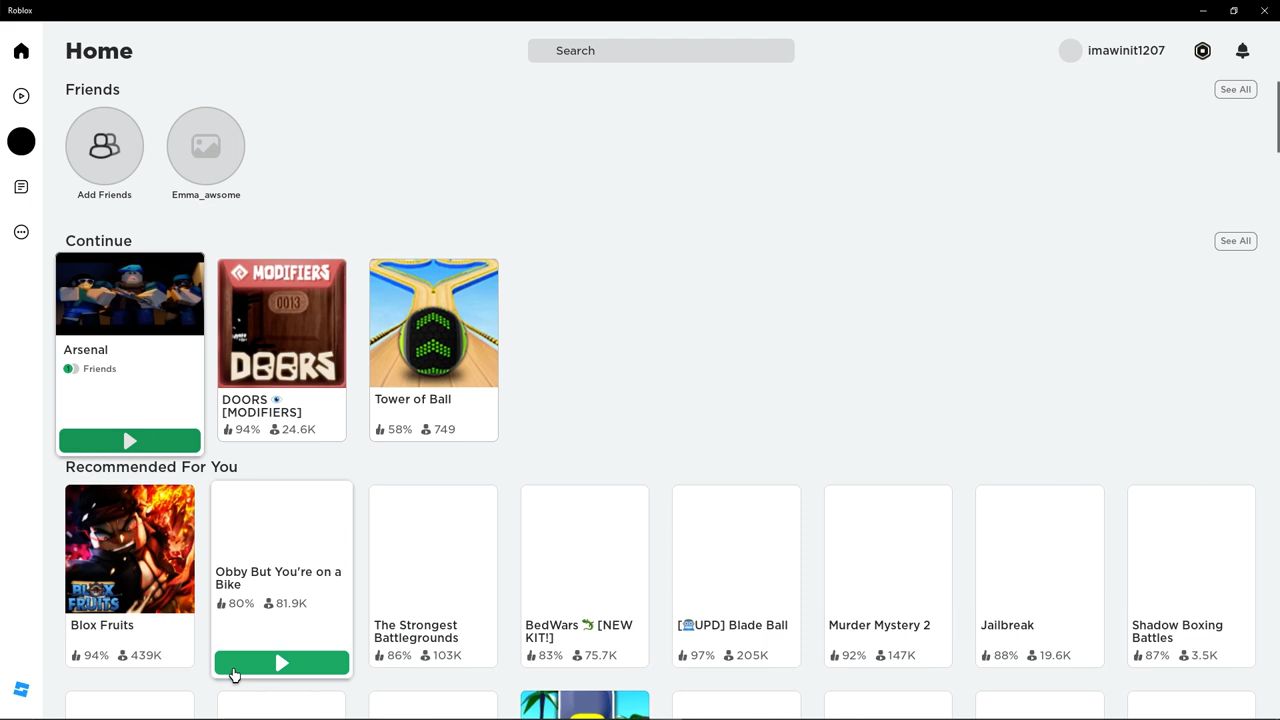 Roblox
Home
Search
imawinit1207
Friends
See All
Add Friends
Emma_awsome
Continue
See All
Arsenal
1 Friends
MODIFIERS
0013
DOORS
DOORS 👁️
[MODIFIERS]
94% 24.6K
Tower of Ball
58% 749
Recommended For You
BLOX
FRUITS
Blox Fruits
94% 439K
Obby But You're on a
Bike
80% 81.9K
The Strongest
Battlegrounds
86% 103K
BedWars 🐉 [NEW
KIT!]
83% 75.7K
[🤖UPD] Blade Ball
97% 205K
Murder Mystery 2
92% 147K
Jailbreak
88% 19.6K
Shadow Boxing
Battles
87% 3.5K